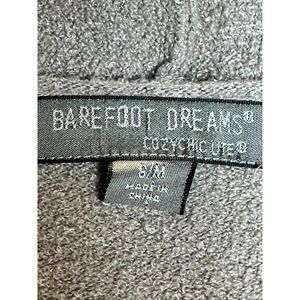 BAREFOOT DREAMS®
COZYCHIC LITE®
S/M
MADE IN
CHINA